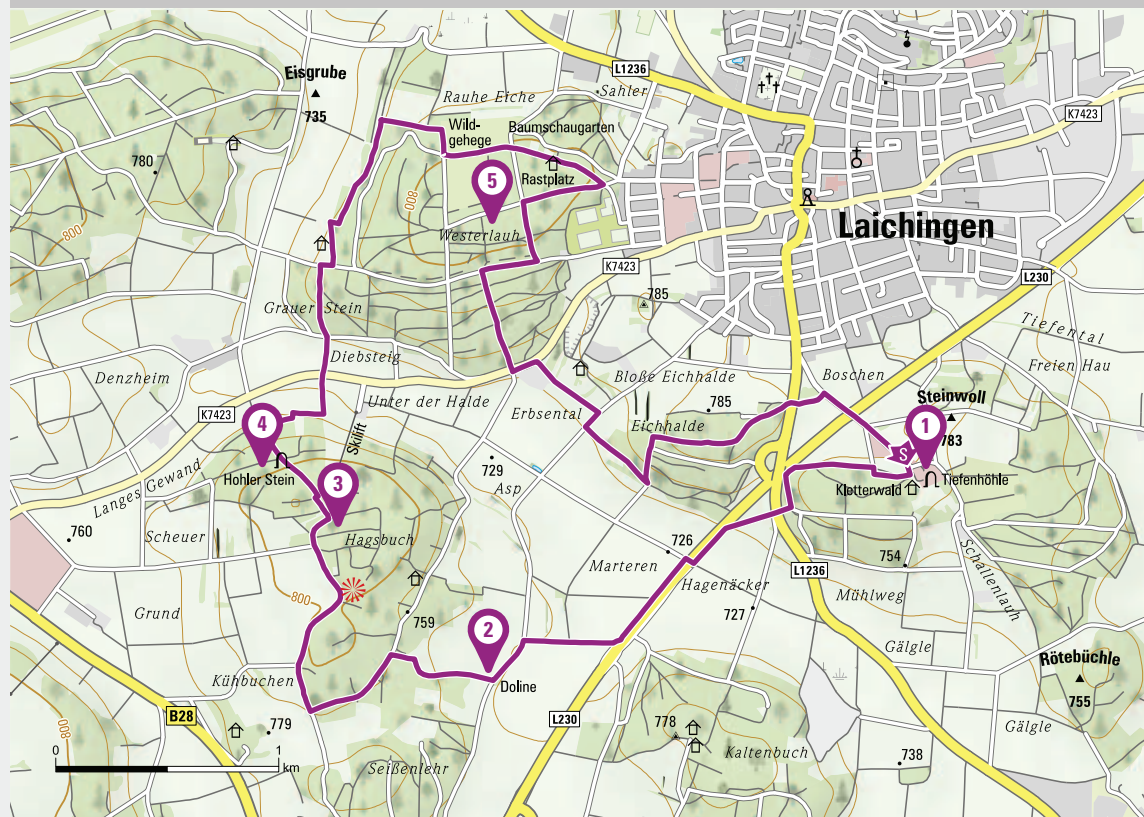 L1236
Eisgrube
735
Rauhe Eiche
Sahler
Wild-
gehege
Baumschaugarten
K7423
780
Rastplatz
5
800
Westerlauh
800
Laichingen
K7423
L230
785
Grauer Stein
Tiefental
Diebsteig
Freien Hau
Denzheim
Bloße Eichhalde
Boschen
Unter der Halde
Steinwoll
K7423
Erbsental
785
Eichhalde
1
783
4
Skilift
S
729
Langes Gewand
Hohler Stein
3
Asp
Kletterwald
Tiefenhöhle
760
Scheuer
Hagsbuch
726
754
Schallenlauh
Marteren
Hagenäcker
L1236
Mühlweg
800
Grund
759
2
727
Gälgle
Rötebüchle
Kühbuchen
Doline
755
B28
779
L230
778
Gälgle
800
Kaltenbuch
738
0
1
km
Seißenlehr